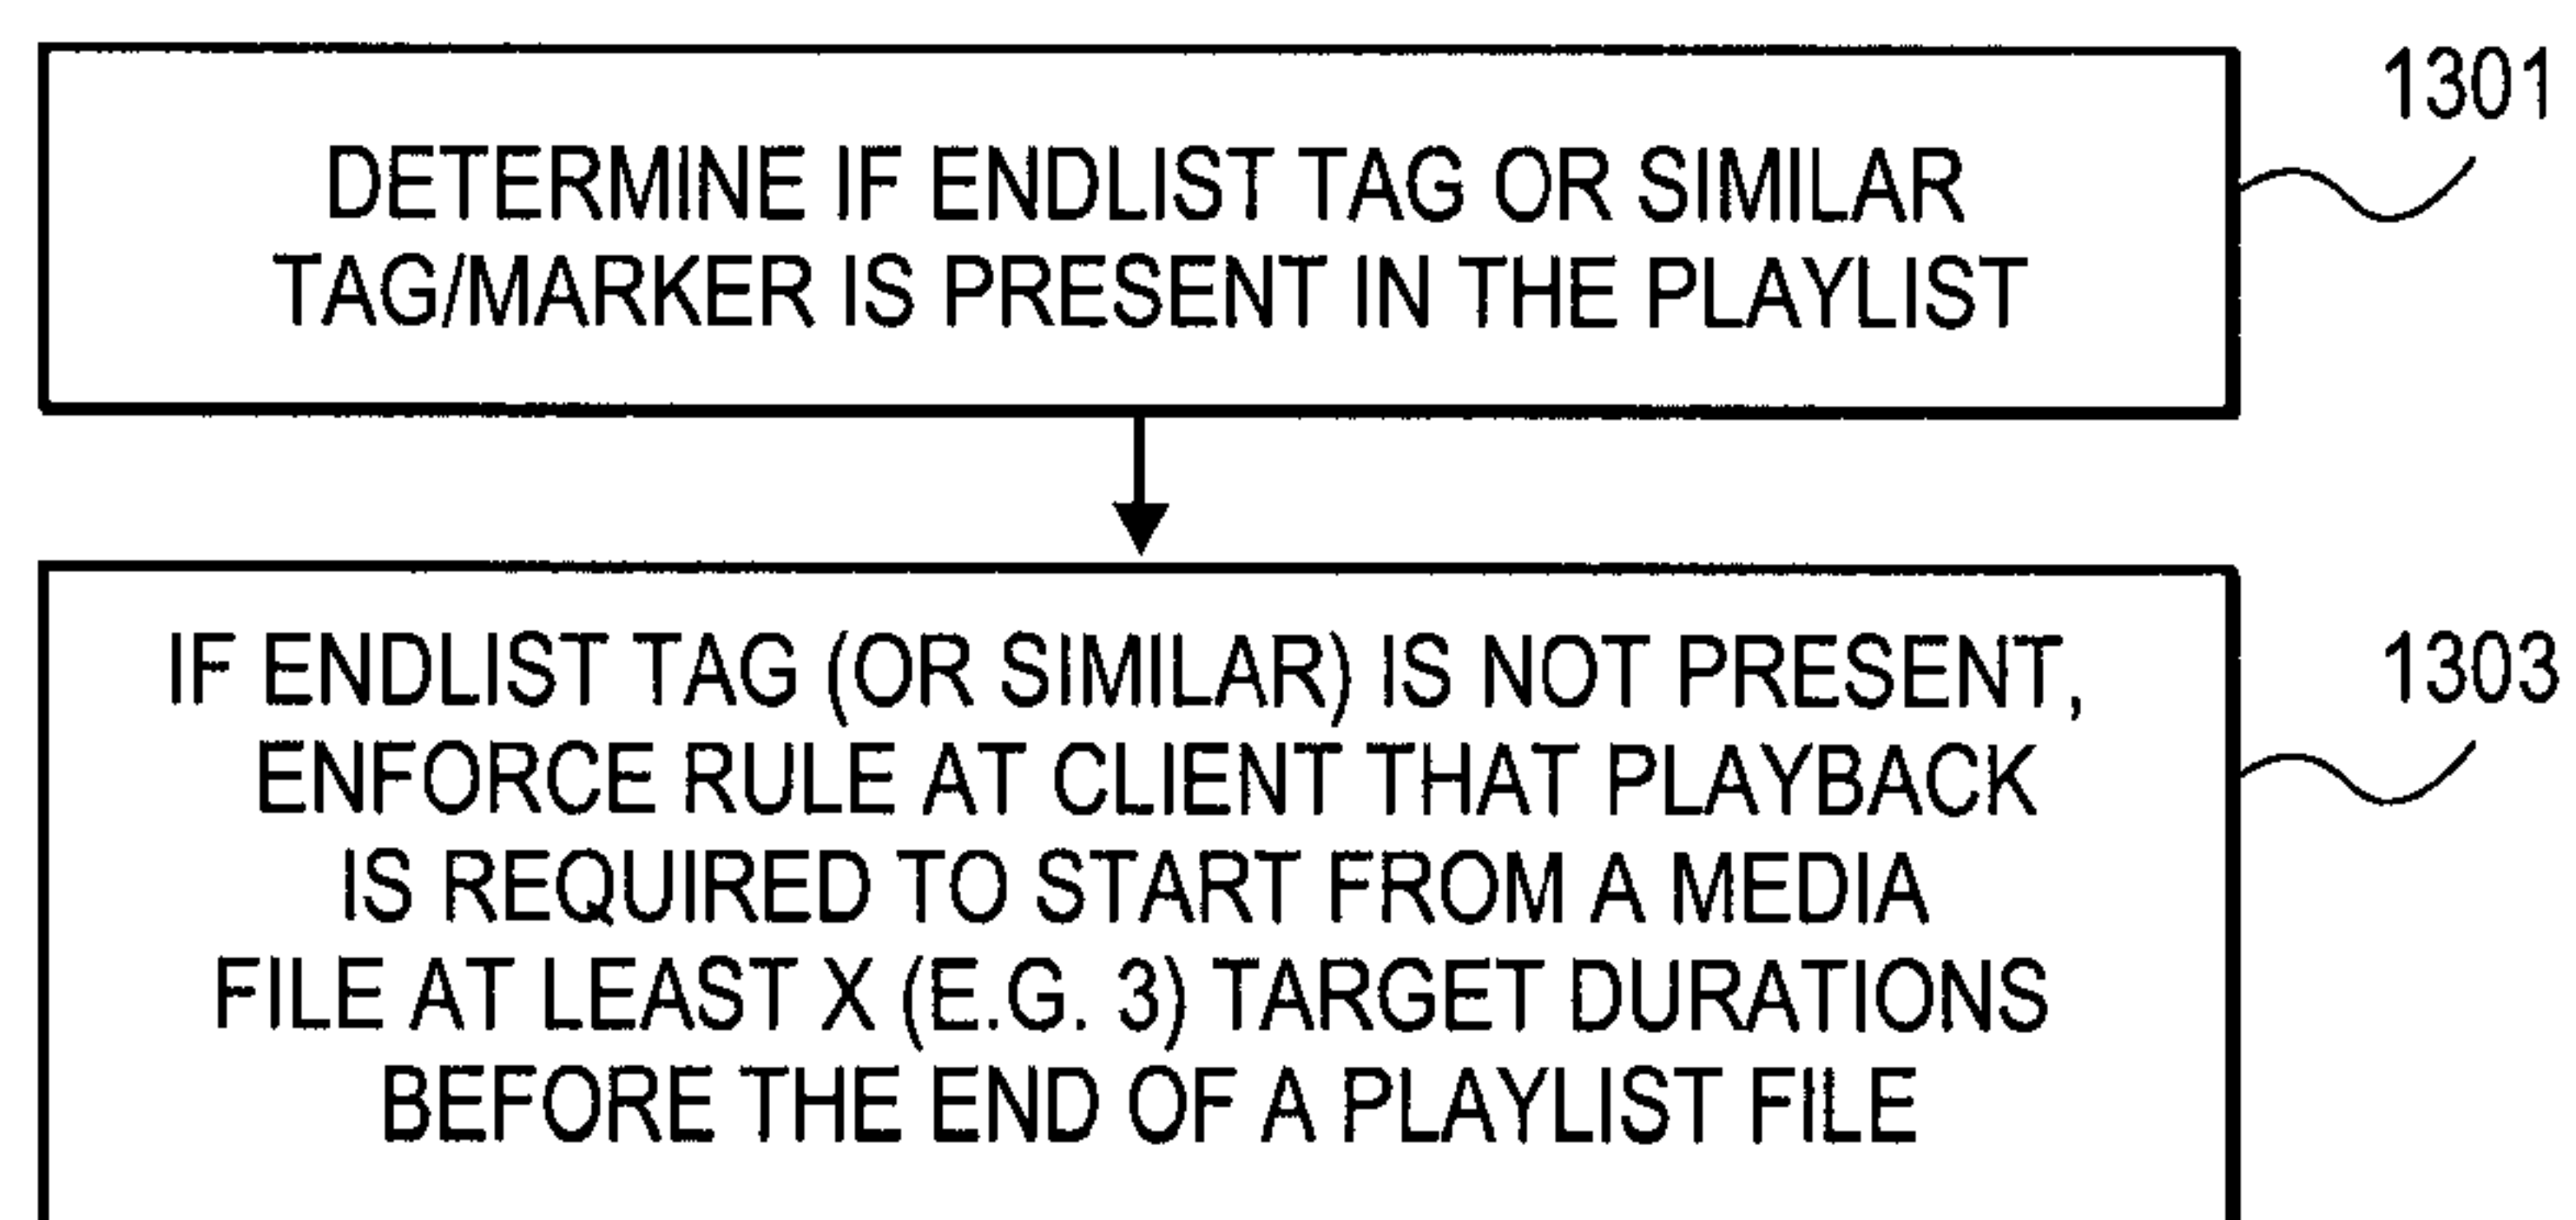 1301
DETERMINE IF ENDLIST TAG OR SIMILAR
TAG/MARKER IS PRESENT IN THE PLAYLIST
IF ENDLIST TAG (OR SIMILAR) IS NOT PRESENT,
1303
ENFORCE RULE AT CLIENT THAT PLAYBACK
IS REQUIRED TO START FROM A MEDIA
FILE AT LEAST X (E.G. 3) TARGET DURATIONS
BEFORE THE END OF A PLAYLIST FILE